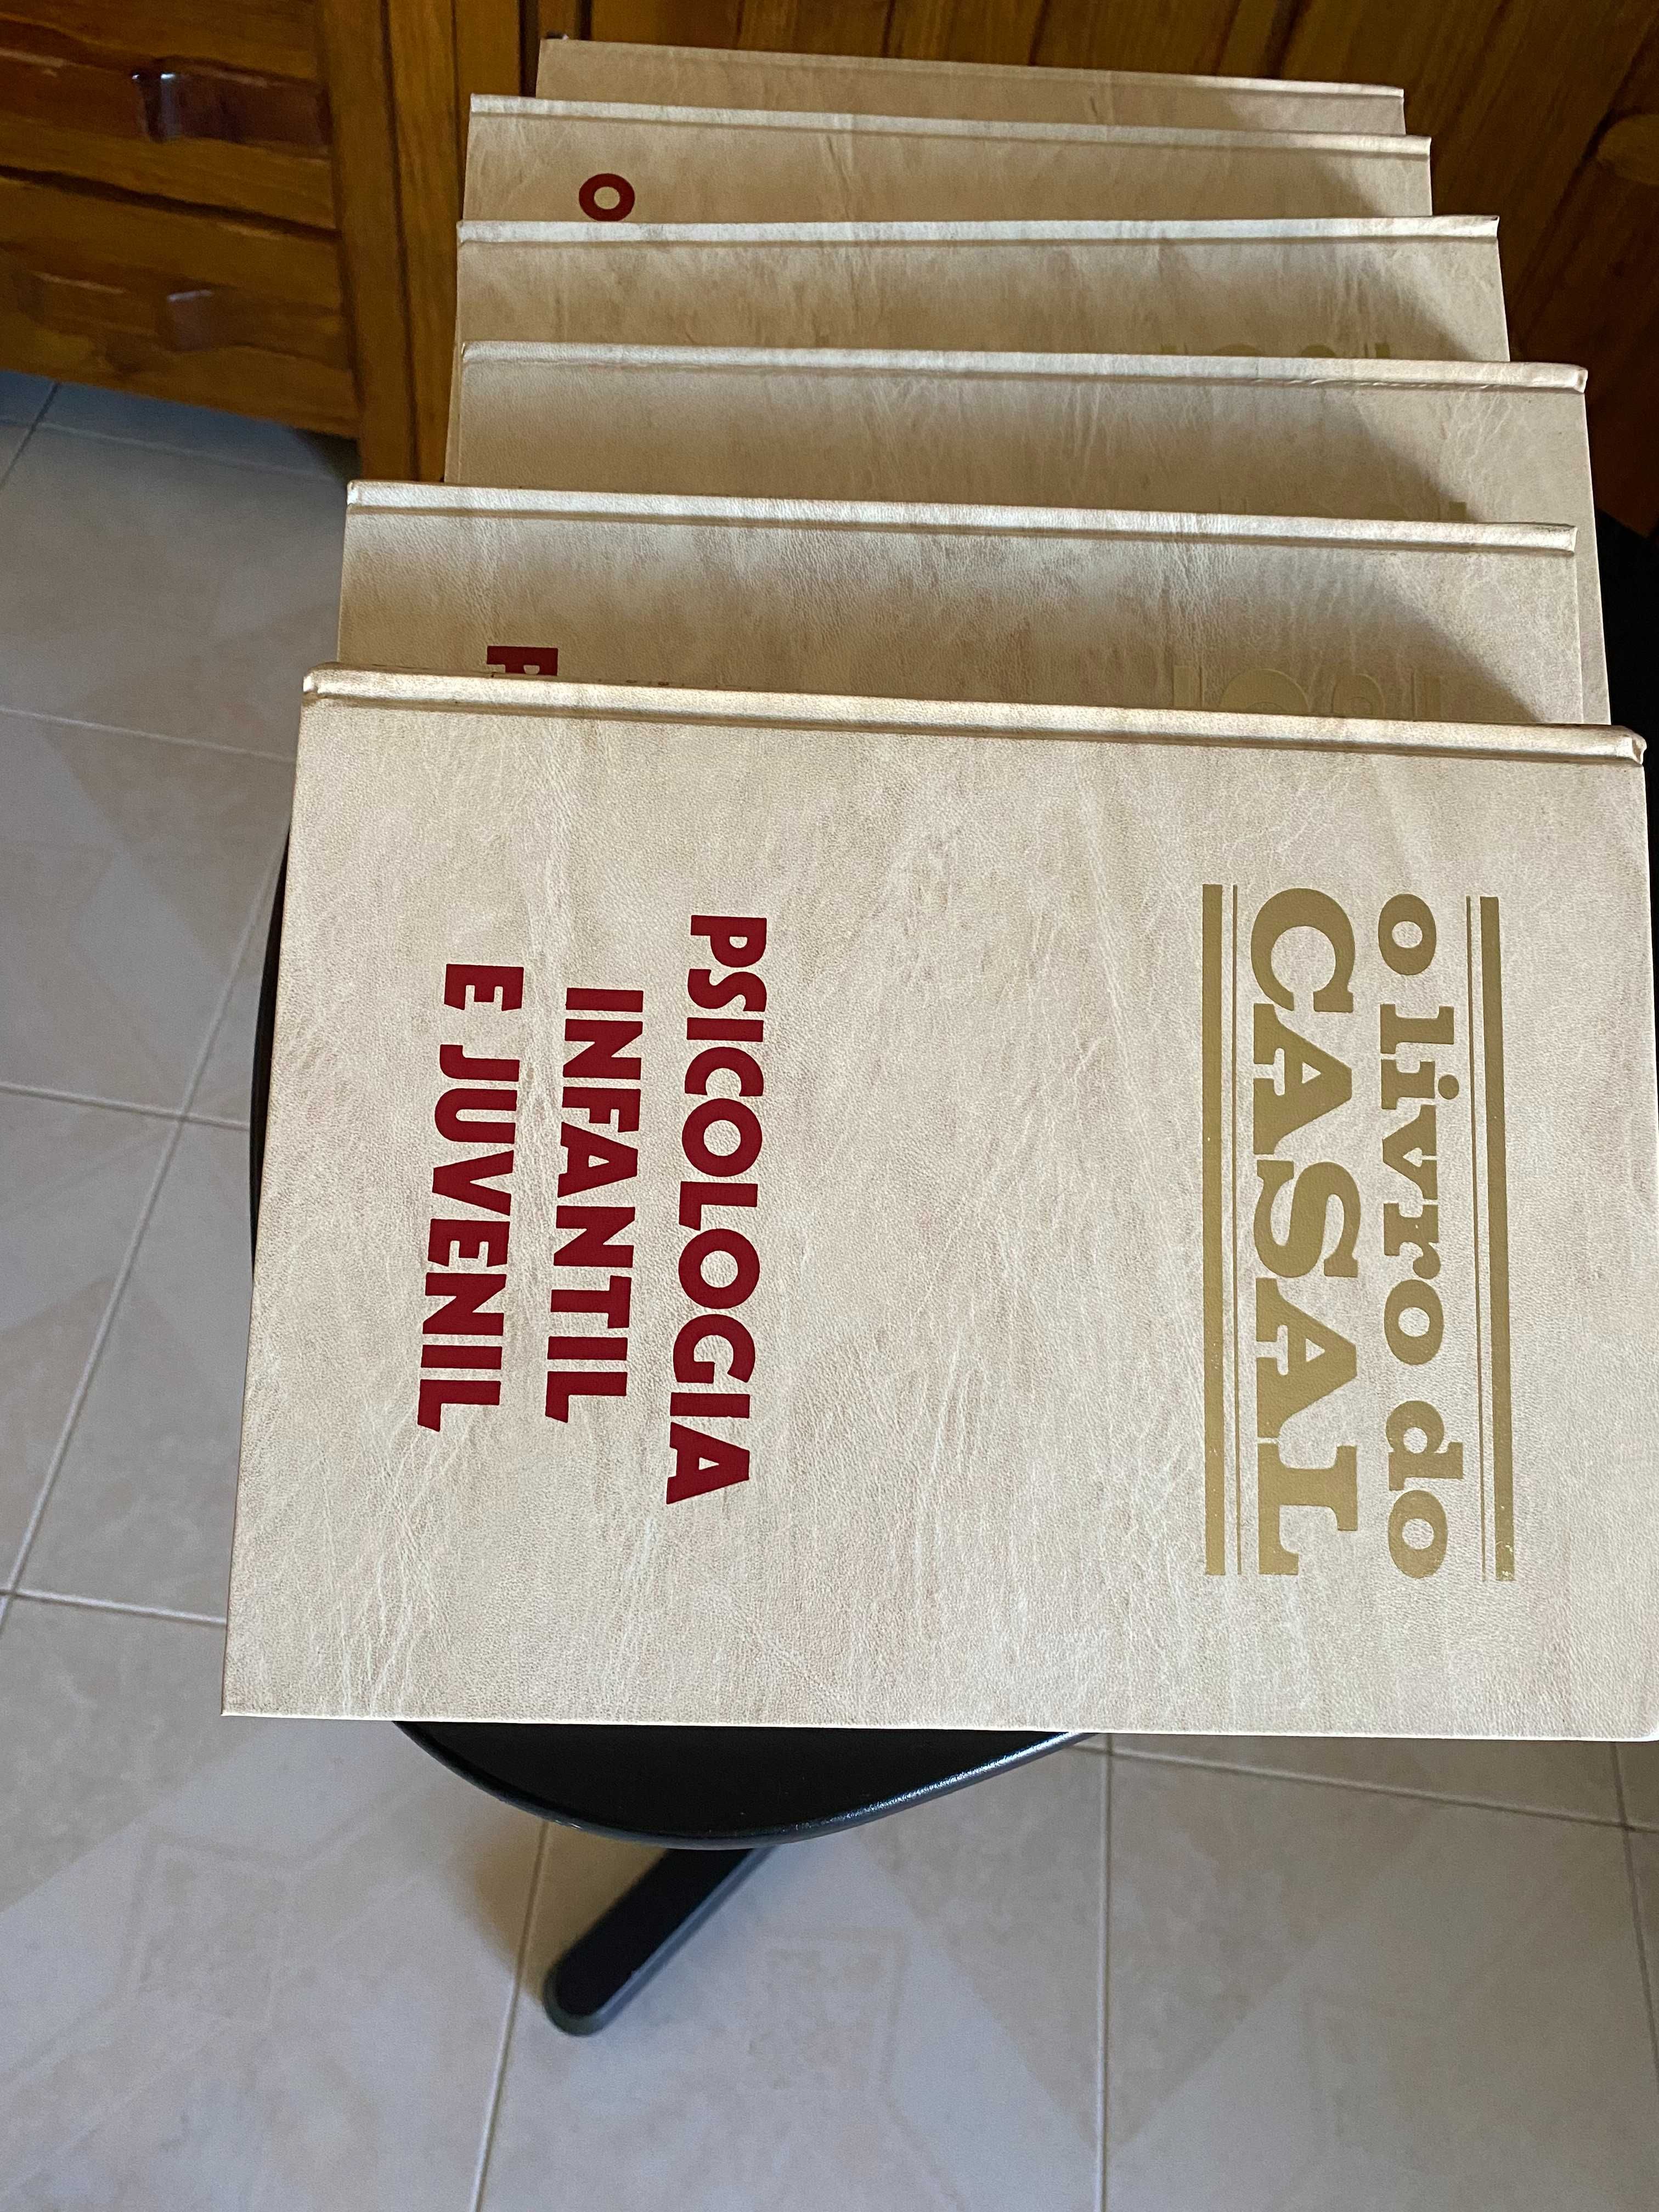 o livro do
CASAL
PSICOLOGIA
INFANTIL
E JUVENIL